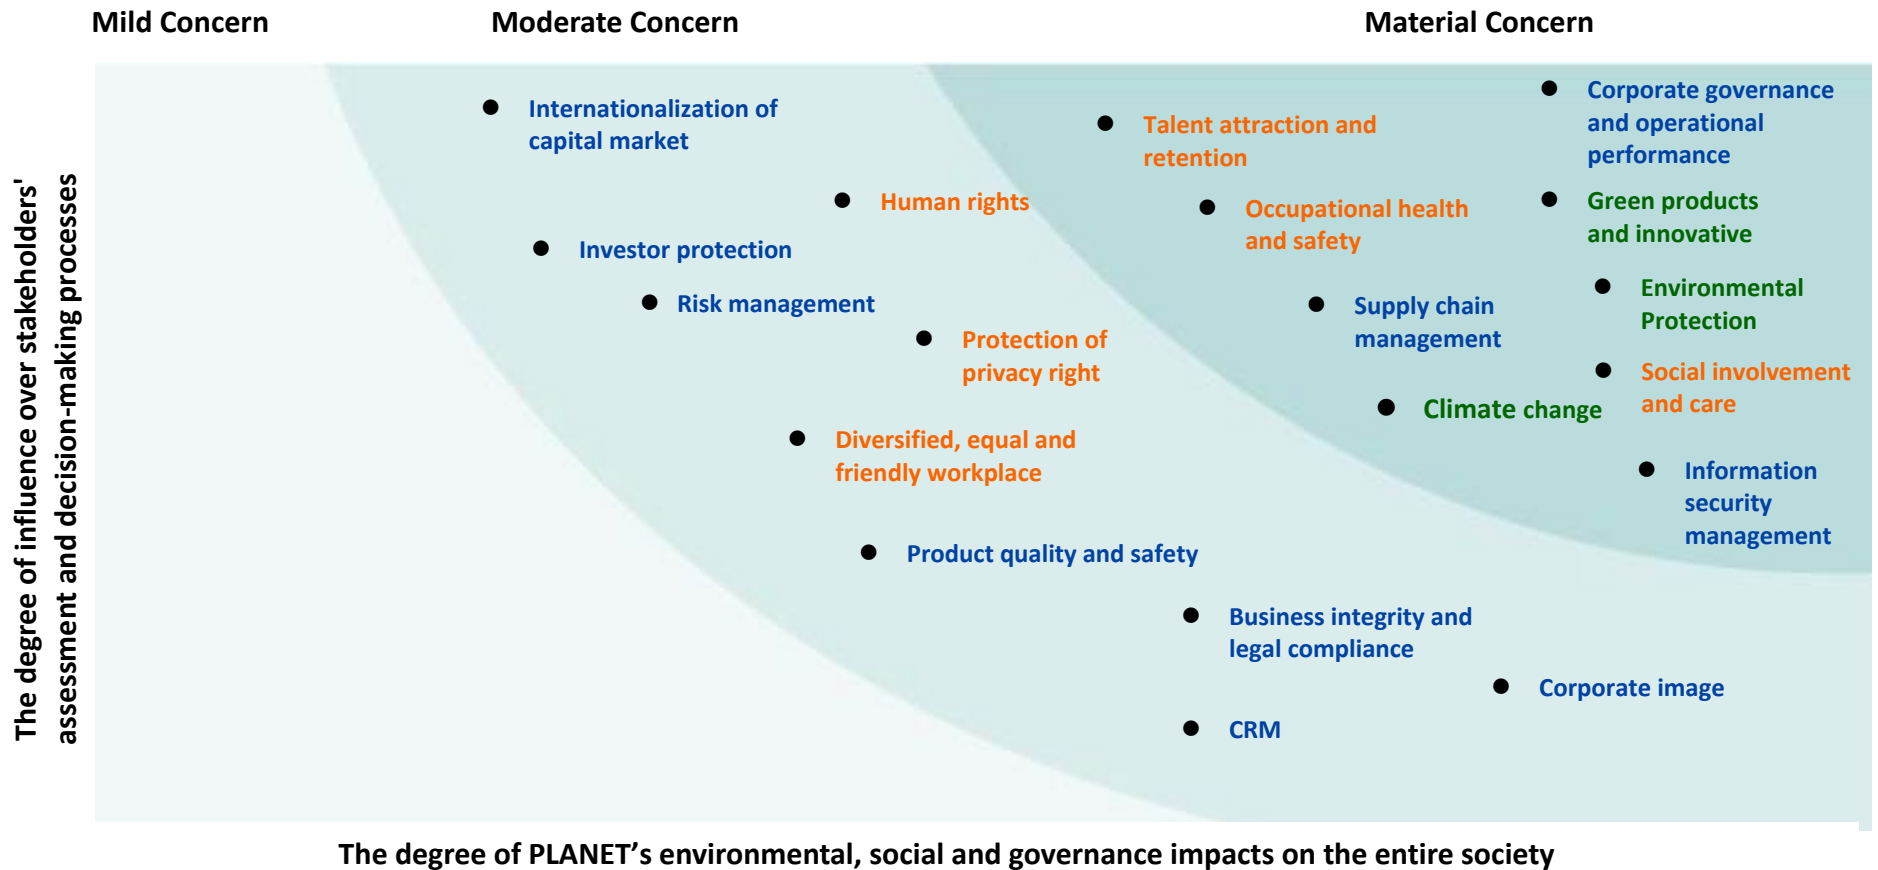 Mild Concern
Moderate Concern
Material Concern
The degree of influence over stakeholders'
assessment and decision-making processes
Internationalization of
capital market
Human rights
Investor protection
Risk management
Protection of
privacy right
Diversified, equal and
friendly workplace
Product quality and safety
Business integrity and
legal compliance
Corporate image
CRM
Talent attraction and
retention
Occupational health
and safety
Supply chain
management
Climate change
Corporate governance
and operational
performance
Green products
and innovative
Environmental
Protection
Social involvement
and care
Information
security
management
The degree of PLANET’s environmental, social and governance impacts on the entire society